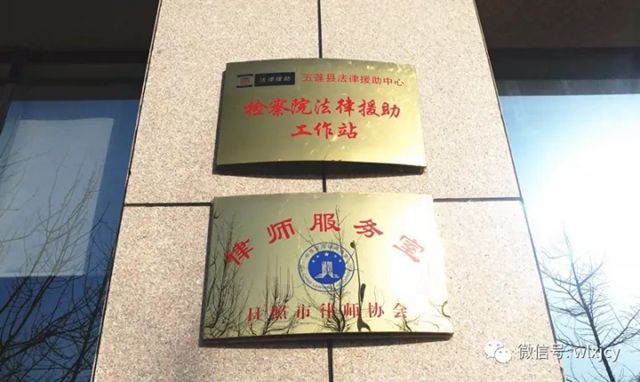 法律援助 五莲县法律援助中心
检察院法律援助
工作站
律师服务室
日照市律师协会
微信号: wlxjcy